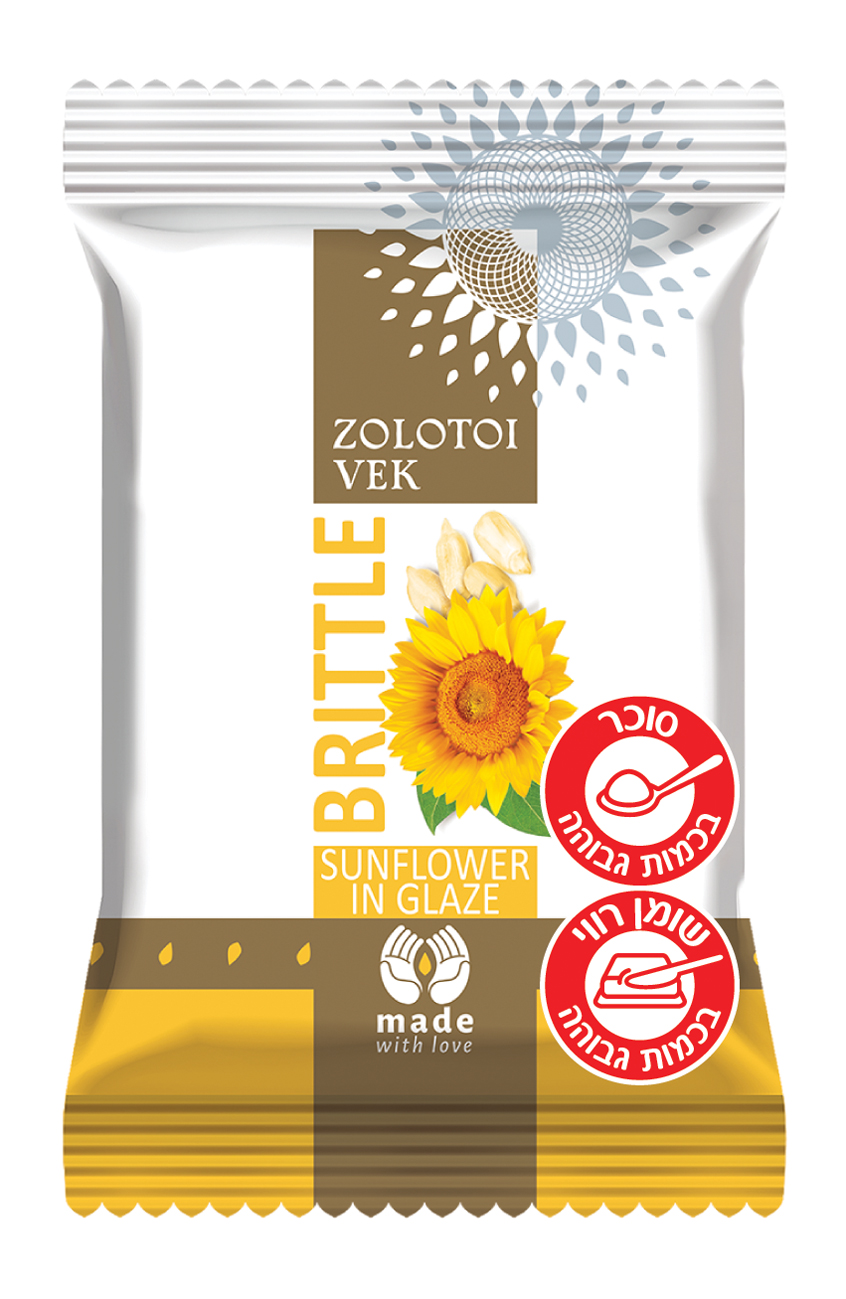 ZOLOTOI
VEK
BRITTLE
SUNFLOWER
IN GLAZE
made
with love
סוכר
בכמות גבוהה
שומן רווי
בכמות גבוהה